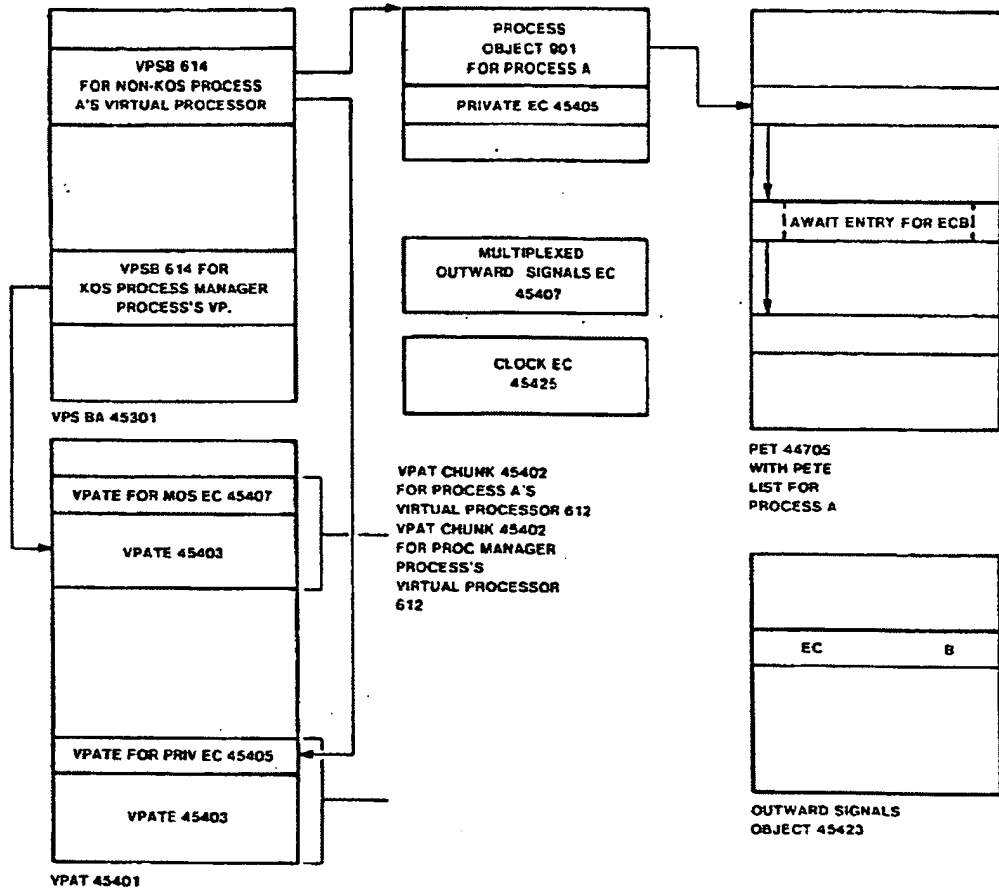 VPSB 614
FOR NON-KOS PROCESS
A'S VIRTUAL PROCESSOR
VPSB 614 FOR
KOS PROCESS MANAGER
PROCESS'S VP.
VPS BA 45301
PROCESS
OBJECT 901
FOR PROCESS A
PRIVATE EC 45405
MULTIPLEXED
OUTWARD SIGNALS EC
45407
CLOCK EC
45425
AWAIT ENTRY FOR ECB
PET 44705
WITH PETE
LIST FOR
PROCESS A
VPATE FOR MOS EC 45407
VPATE 45403
VPATE FOR PRIV EC 45405
VPATE 45403
VPAT 45401
VPAT CHUNK 45402
FOR PROCESS A'S
VIRTUAL PROCESSOR 612
VPAT CHUNK 45402
FOR PROC MANAGER
PROCESS'S
VIRTUAL PROCESSOR
612
EC B
OUTWARD SIGNALS
OBJECT 45423